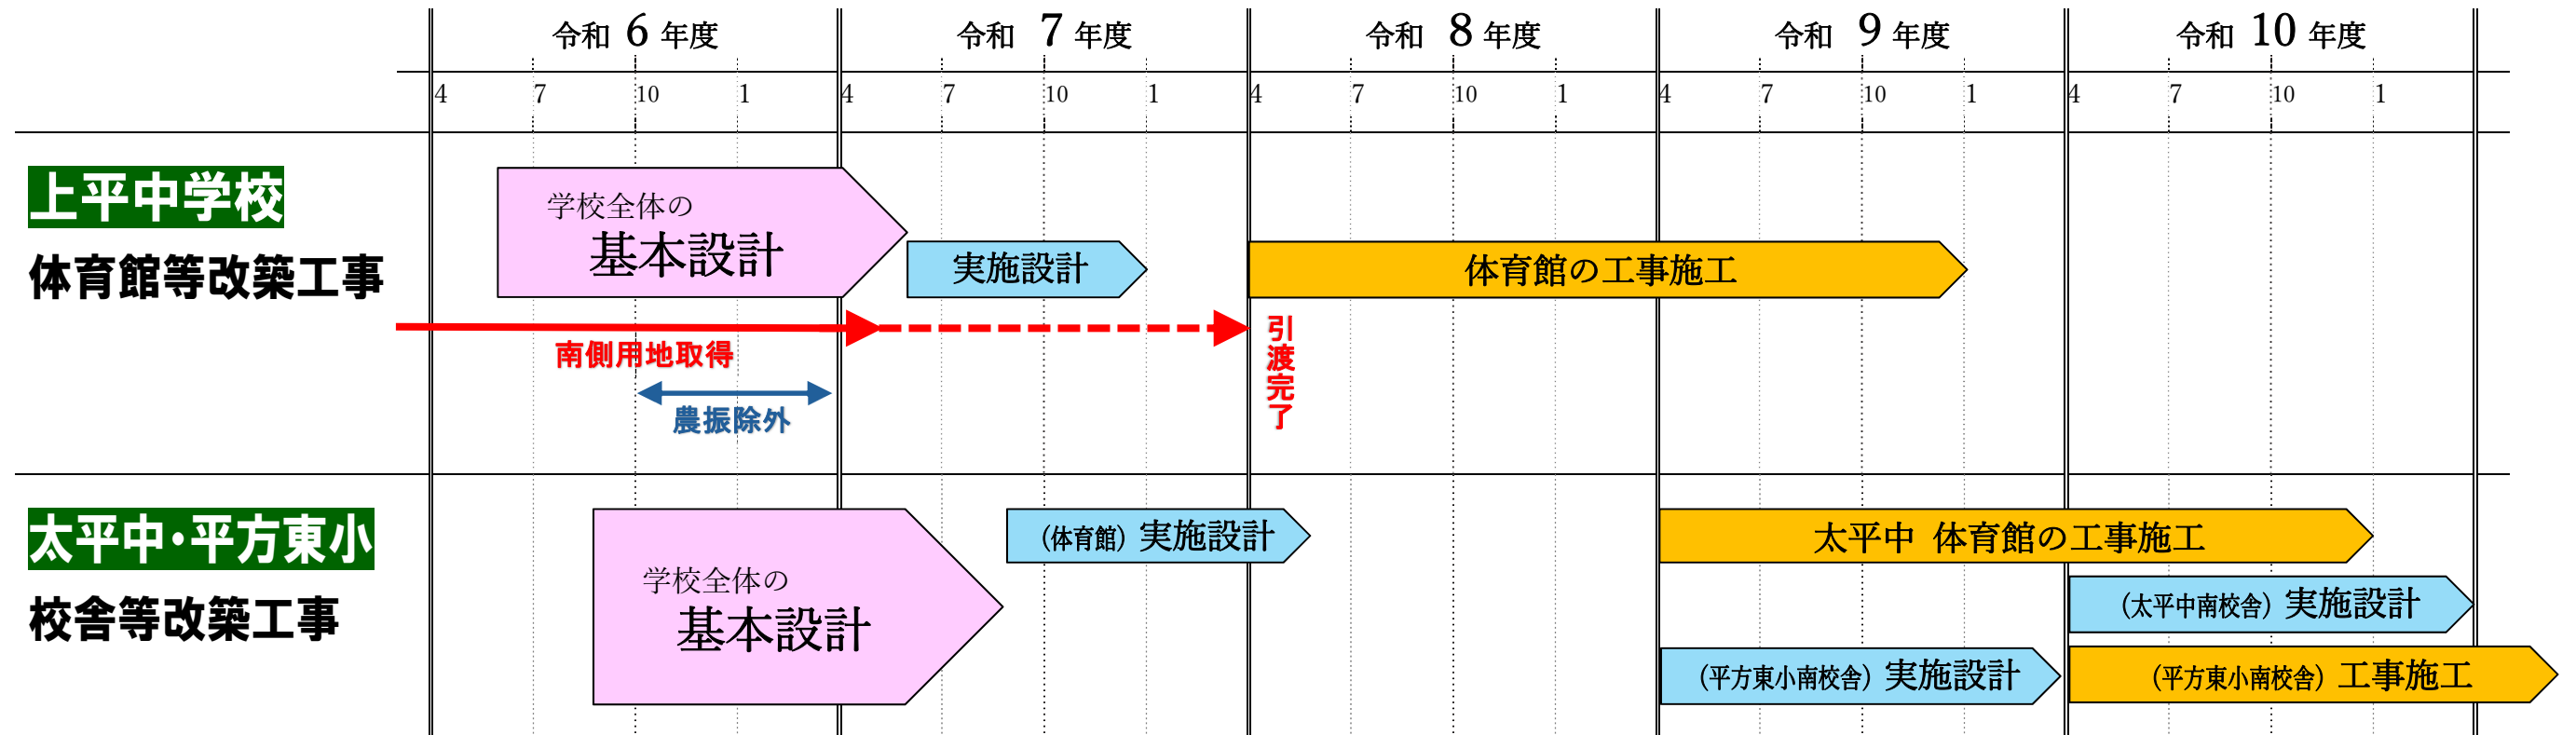 令和 6 年度 令和 7 年度 令和 8 年度 令和 9 年度 令和 10 年度
4 7 10 1 4 7 10 1 4 7 10 1 4 7 10 1 4 7 10 1
上平中学校
体育館等改築工事
学校全体の
基本設計
実施設計
体育館の工事施工
南側用地取得
引渡完了
農振除外
太平中・平方東小
校舎等改築工事
学校全体の
基本設計
（体育館）実施設計
太平中 体育館の工事施工
（太平中南校舎）実施設計
（平方東小南校舎）実施設計
（平方東小南校舎）工事施工